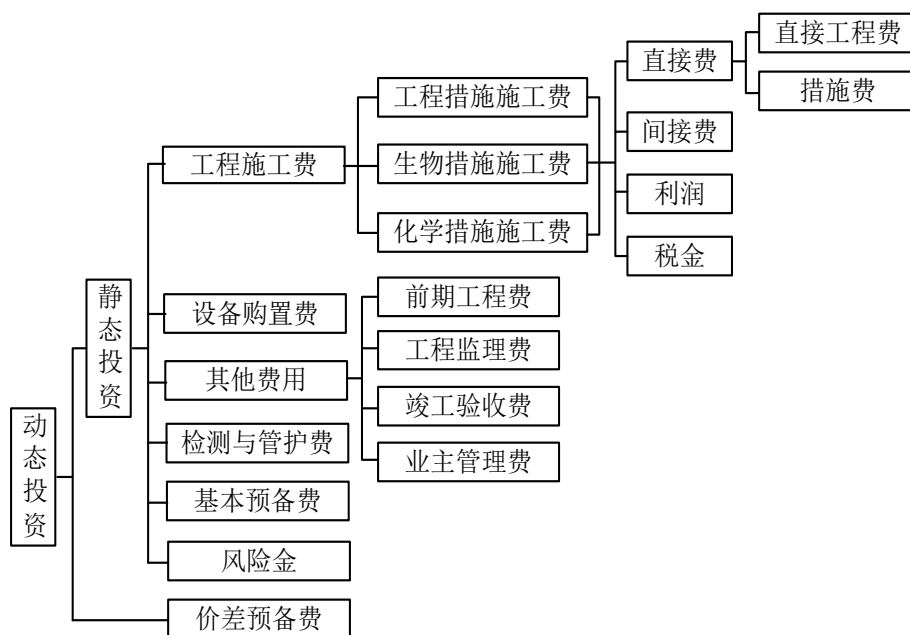 动态投资
静态投资
工程施工费
工程措施施工费
生物措施施工费
化学措施施工费
直接费
直接工程费
措施费
间接费
利润
税金
设备购置费
其他费用
前期工程费
工程监理费
竣工验收费
业主管理费
检测与管护费
基本预备费
风险金
价差预备费